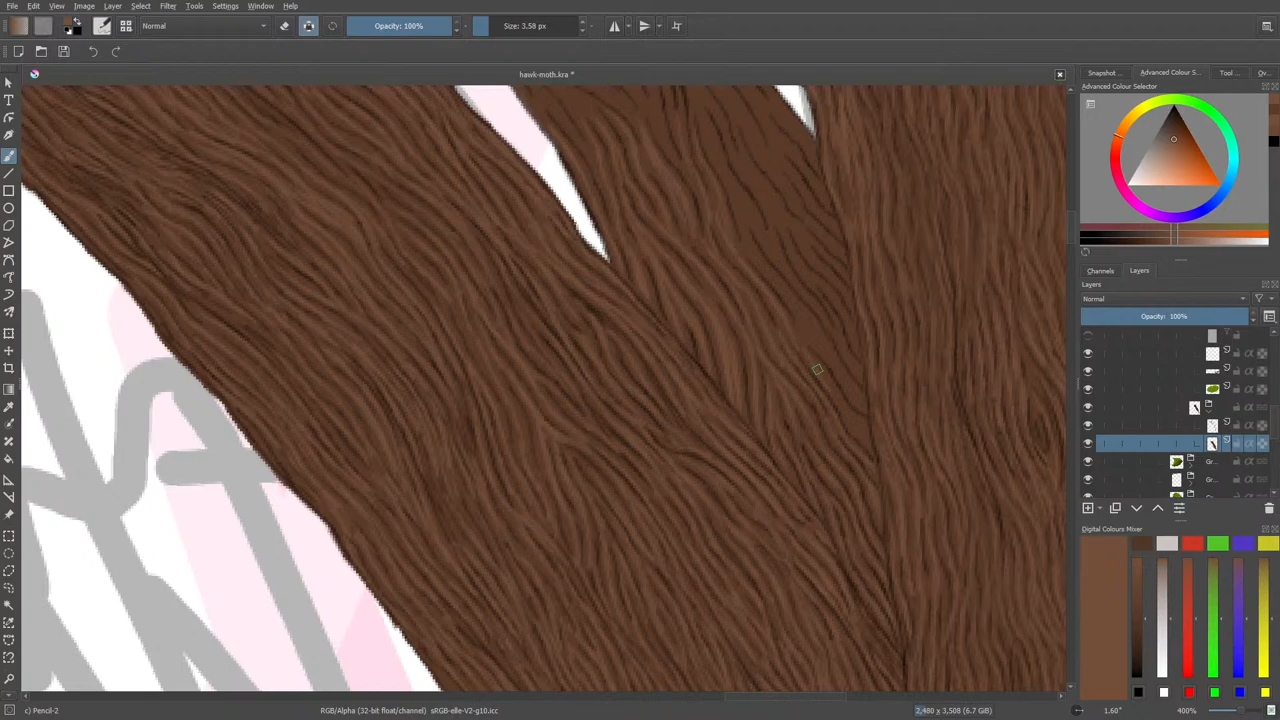 File Edit View Image Layer Select Filter Tools Settings Window Help
Normal Opacity: 100% Size: 3.58 px
hawk-moth.kra *
Snapshot ... Advanced Colour S... Tool ... Ov...
Advanced Colour Selector
Channels Layers
Layers
Normal
Opacity: 100%
Gr...
Gr...
Digital Colours Mixer
c) Pencil-2 RGB/Alpha (32-bit float/channel) sRGB-elle-V2-g10.icc 2,480 x 3,508 (6.7 GiB) 1.60° 400%